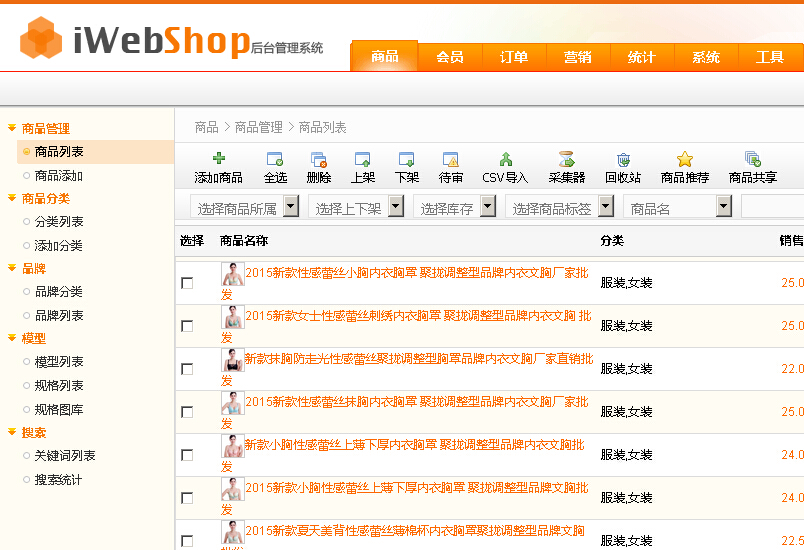 iWebShop后台管理系统
商品 会员 订单 营销 统计 系统 工具
商品管理
商品列表
商品添加
商品分类
分类列表
添加分类
品牌
品牌分类
品牌列表
模型
模型列表
规格列表
规格图库
搜索
关键词列表
搜索统计
商品 > 商品管理 > 商品列表
添加商品 全选 删除 上架 下架 待审 CSV导入 采集器 回收站 商品推荐 商品共享
选择商品所属 选择上下架 选择库存 选择商品标签 商品名
选择 商品名称 分类 销售
2015新款性感蕾丝小胸内衣胸罩 聚拢调整型品牌内衣文胸厂家批
发
服装,女装 25.0
2015新款女士性感蕾丝刺绣内衣胸罩 聚拢调整型品牌内衣文胸 批
发
服装,女装 25.0
新款抹胸防走光性感蕾丝聚拢调整型胸罩品牌内衣文胸厂家直销批
发
服装,女装 22.0
2015新款性感蕾丝抹胸内衣胸罩 聚拢调整型品牌内衣文胸厂家批
发
服装,女装 25.0
新款小胸性感蕾丝上薄下厚内衣胸罩 聚拢调整型品牌内衣文胸批
发
服装,女装 24.0
2015新款小胸性感蕾丝上薄下厚内衣胸罩 聚拢调整型品牌文胸批
发
服装,女装 24.0
2015新款夏天美背性感蕾丝薄棉杯内衣胸罩聚拢调整型品牌文胸
服装,女装 22.5